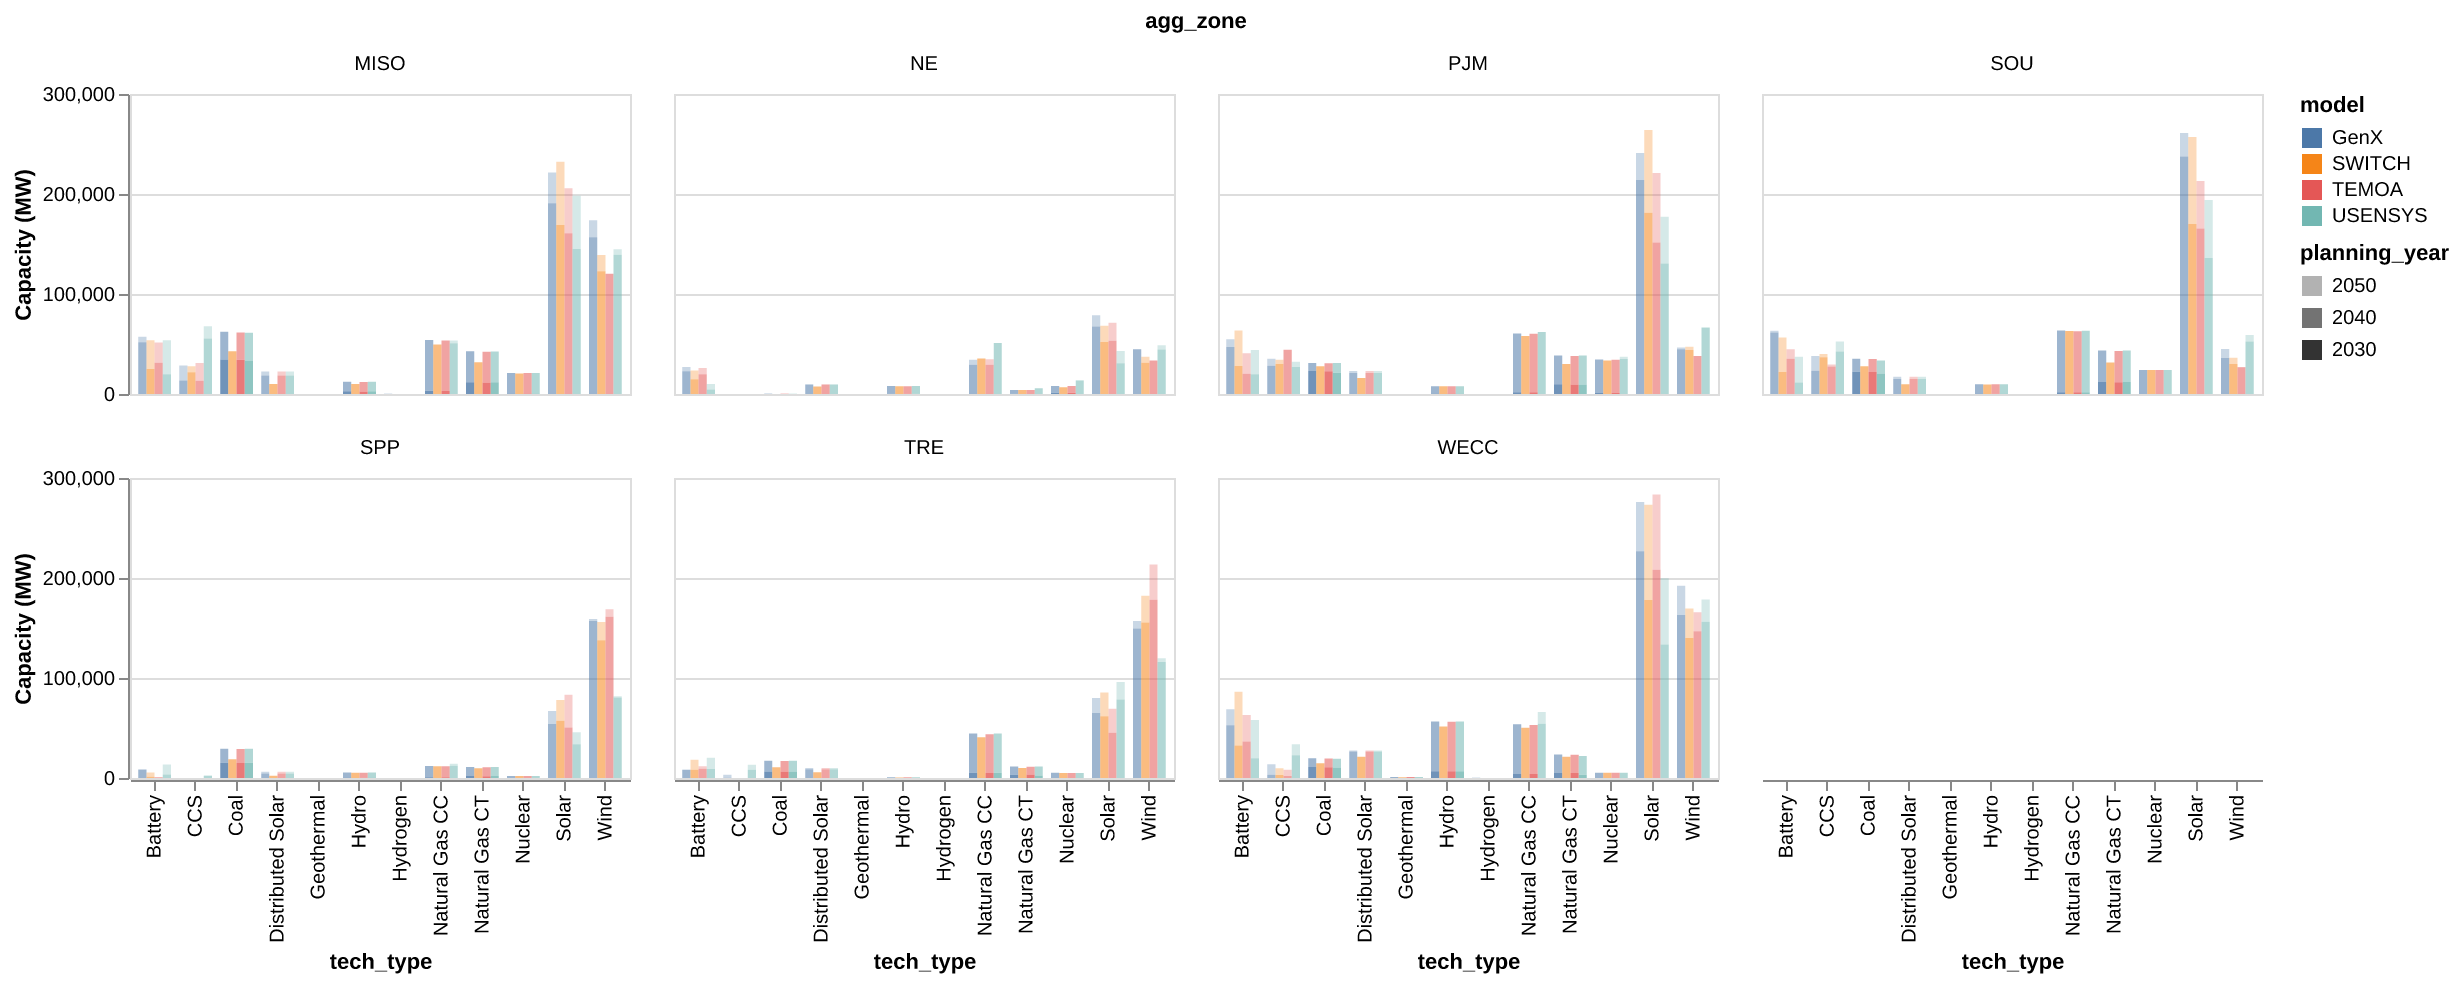 agg_zone
MISO
NE
PJM
SOU
300,000
200,000
100,000
0
Capacity (MW)
model
GenX
SWITCH
TEMOA
USENSYS
planning_year
2050
2040
2030
SPP
TRE
WECC
300,000
200,000
100,000
0
Capacity (MW)
Battery
CCS
Coal
Distributed Solar
Geothermal
Hydro
Hydrogen
Natural Gas CC
Natural Gas CT
Nuclear
Solar
Wind
Battery
CCS
Coal
Distributed Solar
Geothermal
Hydro
Hydrogen
Natural Gas CC
Natural Gas CT
Nuclear
Solar
Wind
Battery
CCS
Coal
Distributed Solar
Geothermal
Hydro
Hydrogen
Natural Gas CC
Natural Gas CT
Nuclear
Solar
Wind
Battery
CCS
Coal
Distributed Solar
Geothermal
Hydro
Hydrogen
Natural Gas CC
Natural Gas CT
Nuclear
Solar
Wind
tech_type
tech_type
tech_type
tech_type